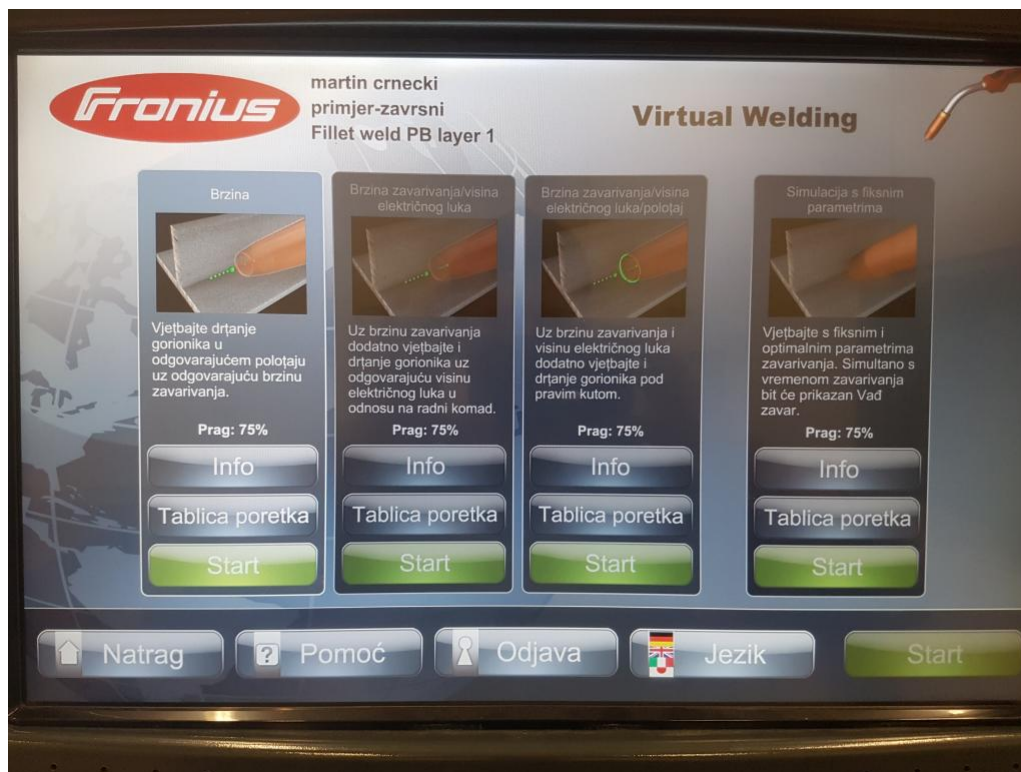 Fronius
martin crnecki
primjer-zavrsni
Fillet weld PB layer 1
Virtual Welding
Brzina
Vjeţbajte drţanje
gorionika u
odgovarajućem poloţaju
uz odgovarajuću brzinu
zavarivanja.
Prag: 75%
Info
Tablica poretka
Start
Brzina zavarivanja/visina
električnog luka
Uz brzinu zavarivanja
dodatno vjeţbajte i
drţanje gorionika uz
odgovarajuću visinu
električnog luka u
odnosu na radni komad.
Prag: 75%
Info
Tablica poretka
Start
Brzina zavarivanja/visina
električnog luka/poloţaj
Uz brzinu zavarivanja i
visinu električnog luka
dodatno vjeţbajte i
drţanje gorionika pod
pravim kutom.
Prag: 75%
Info
Tablica poretka
Start
Simulacija s fiksnim
parametrima
Vjeţbajte s fiksnim i
optimalnim parametrima
zavarivanja. Simultano s
vremenom zavarivanja
bit će prikazan Vađ
zavar.
Prag: 75%
Info
Tablica poretka
Start
Natrag
? Pomoć
Odjava
Jezik
Start